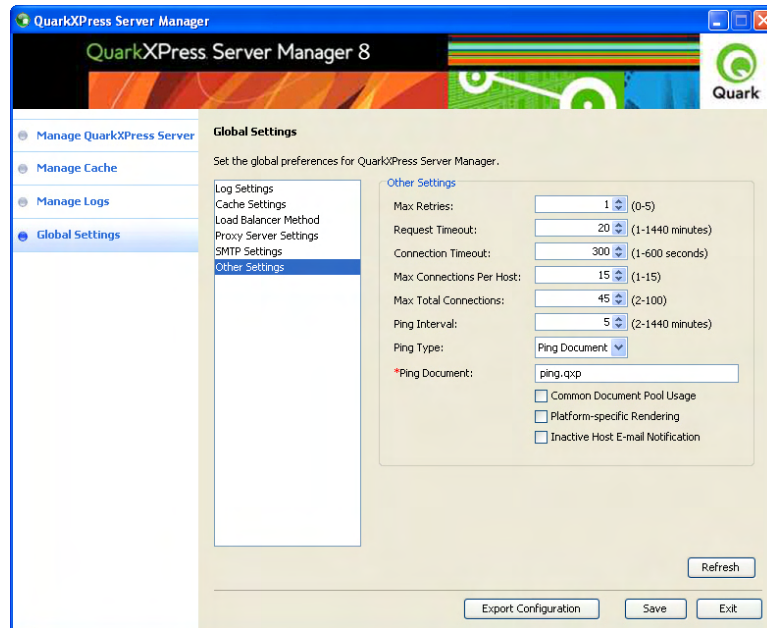 QuarkXPress Server Manager
QuarkXPress Server Manager 8
Quark
Manage QuarkXPress Server
Manage Cache
Manage Logs
Global Settings
Global Settings
Set the global preferences for QuarkXPress Server Manager.
Log Settings
Cache Settings
Load Balancer Method
Proxy Server Settings
SMTP Settings
Other Settings
Other Settings
Max Retries: 1 (0-5)
Request Timeout: 20 (1-1440 minutes)
Connection Timeout: 300 (1-600 seconds)
Max Connections Per Host: 15 (1-15)
Max Total Connections: 45 (2-100)
Ping Interval: 5 (2-1440 minutes)
Ping Type: Ping Document
*Ping Document: ping.qxp
Common Document Pool Usage
Platform-specific Rendering
Inactive Host E-mail Notification
Refresh
Export Configuration Save Exit